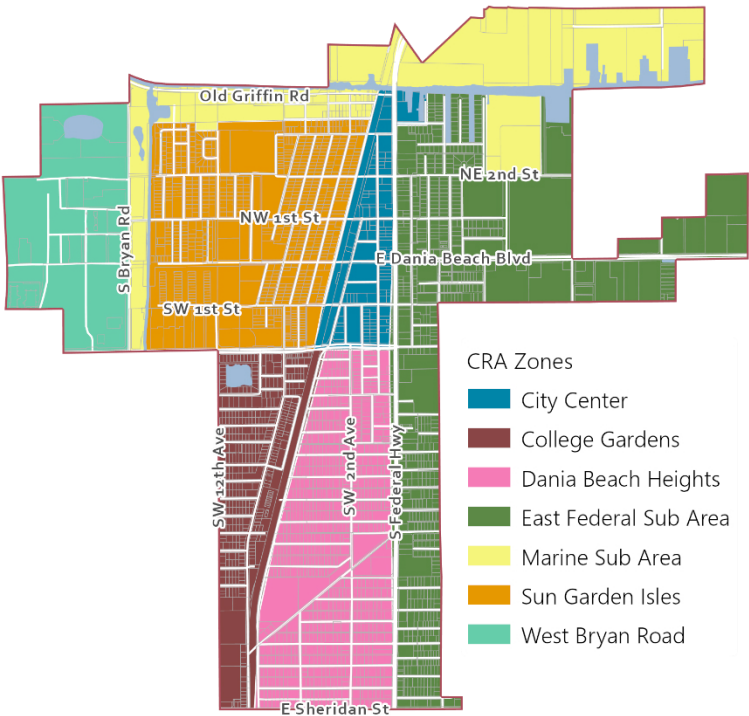 Old Griffin Rd
NE 2nd St
S Bryan Rd
NW 1st St
E Dania Beach Blvd
SW 1st St
CRA Zones
City Center
College Gardens
SW 12th Ave
SW 2nd Ave
S Federal Hwy
Dania Beach Heights
East Federal Sub Area
Marine Sub Area
Sun Garden Isles
West Bryan Road
E Sheridan St